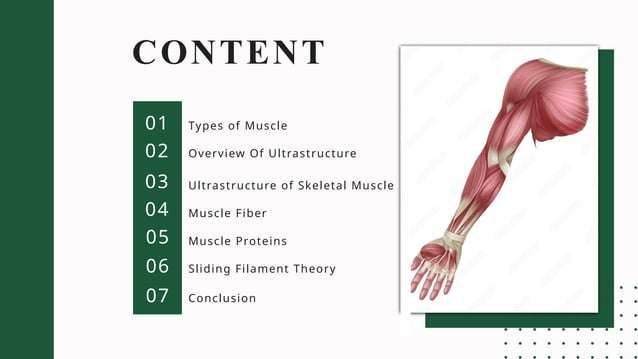 CONTENT
01 Types of Muscle
02 Overview Of Ultrastructure
03 Ultrastructure of Skeletal Muscle
04 Muscle Fiber
05 Muscle Proteins
06 Sliding Filament Theory
07 Conclusion